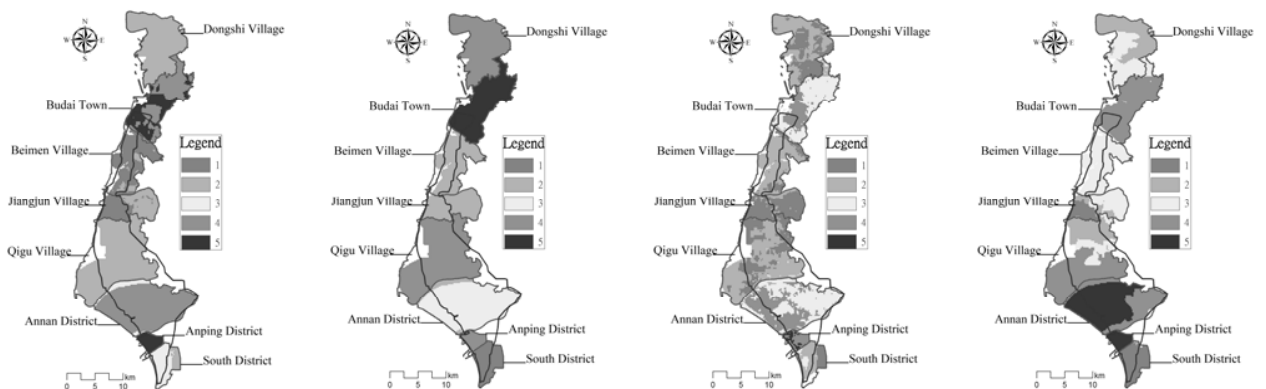 N
W E
S
Dongshi Village
Budai Town
Beimen Village
Jiangjun Village
Qigu Village
Annan District
Anping District
South District
Legend
1
2
3
4
5
0 5 10 km
N
W E
S
Dongshi Village
Budai Town
Beimen Village
Jiangjun Village
Qigu Village
Annan District
Anping District
South District
Legend
1
2
3
4
5
0 5 10 km
N
W E
S
Dongshi Village
Budai Town
Beimen Village
Jiangjun Village
Qigu Village
Annan District
Anping District
South District
Legend
1
2
3
4
5
0 5 10 km
N
W E
S
Dongshi Village
Budai Town
Beimen Village
Jiangjun Village
Qigu Village
Annan District
Anping District
South District
Legend
1
2
3
4
5
0 5 10 km